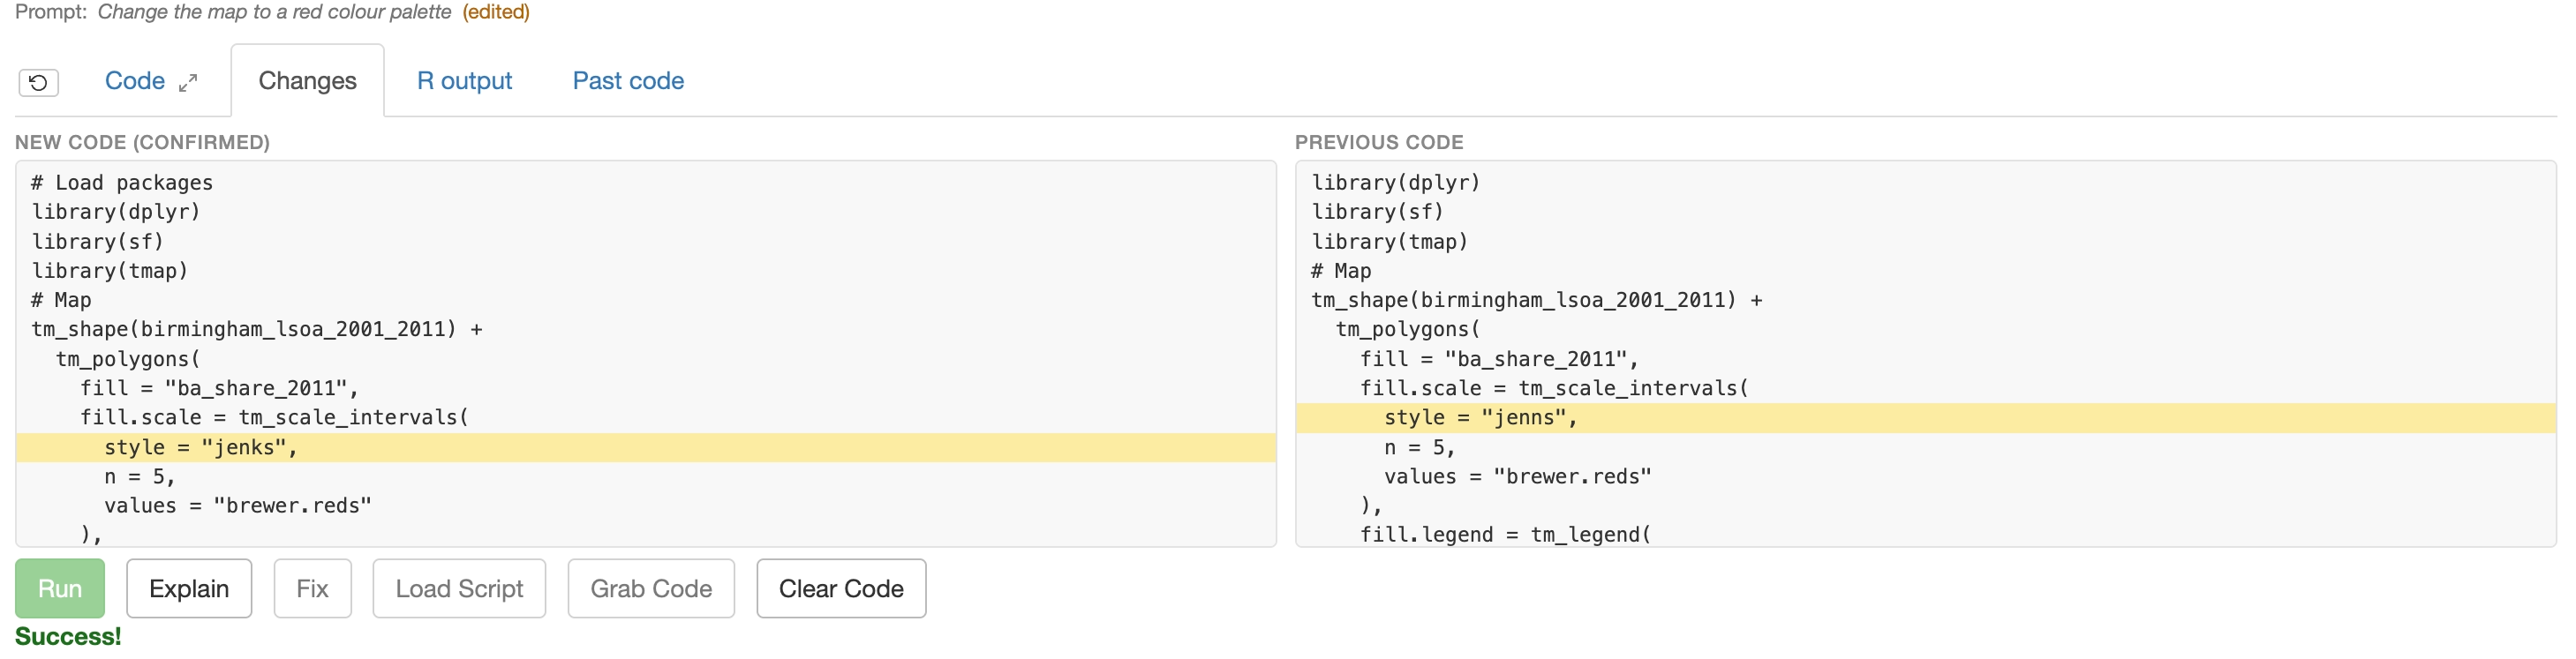 Prompt: Change the map to a red colour palette (edited)
Code
Changes
R output
Past code
NEW CODE (CONFIRMED)
# Load packages
library(dplyr)
library(sf)
library(tmap)
# Map
tm_shape(birmingham_lsoa_2001_2011) +
  tm_polygons(
    fill = "ba_share_2011",
    fill.scale = tm_scale_intervals(
      style = "jenks",
      n = 5,
      values = "brewer.reds"
    ),
PREVIOUS CODE
library(dplyr)
library(sf)
library(tmap)
# Map
tm_shape(birmingham_lsoa_2001_2011) +
  tm_polygons(
    fill = "ba_share_2011",
    fill.scale = tm_scale_intervals(
      style = "jenns",
      n = 5,
      values = "brewer.reds"
    ),
    fill.legend = tm_legend(
Run
Explain
Fix
Load Script
Grab Code
Clear Code
Success!